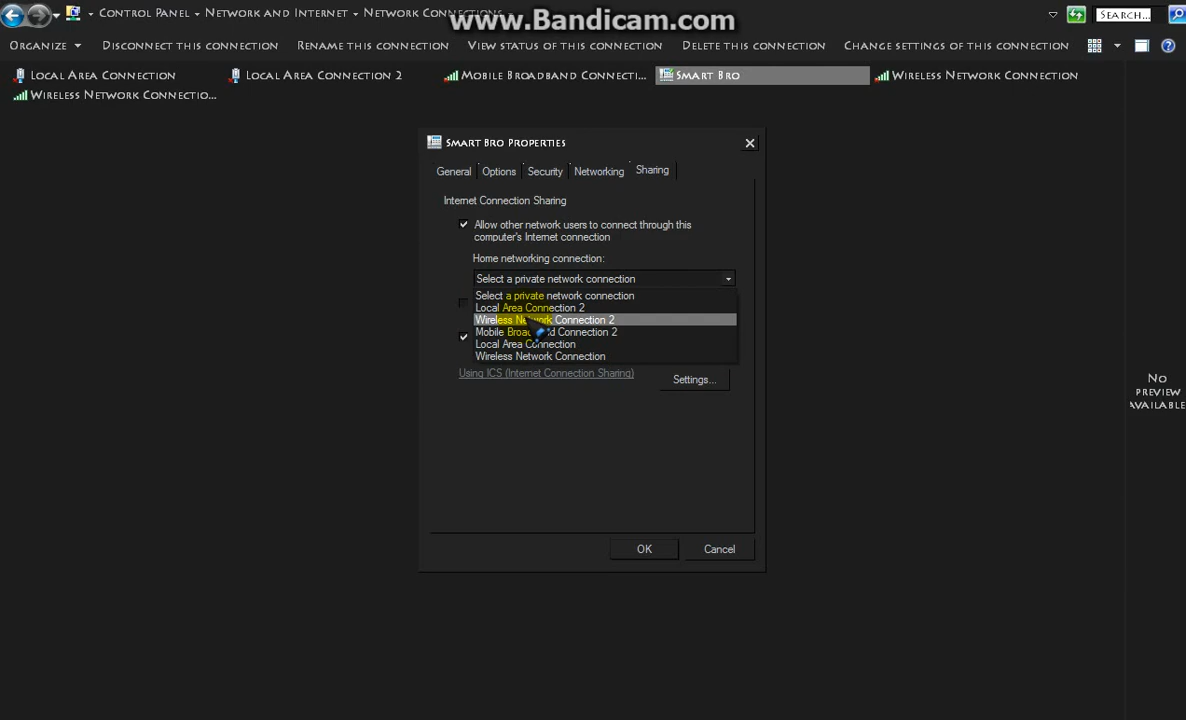 www.Bandicam.com
Control Panel Network and Internet Network Connections
Search...
Organize Disconnect this connection Rename this connection View status of this connection Delete this connection Change settings of this connection
Local Area Connection Local Area Connection 2 Mobile Broadband Connecti... Smart Bro Wireless Network Connection
Wireless Network Connectio...
Smart Bro Properties
General Options Security Networking Sharing
Internet Connection Sharing
Allow other network users to connect through this
computer's Internet connection
Home networking connection:
Select a private network connection
Select a private network connection
Local Area Connection 2
Wireless Network Connection 2
Mobile Broadband Connection 2
Local Area Connection
Wireless Network Connection
Using ICS (Internet Connection Sharing)
Settings...
OK Cancel
No
preview
available